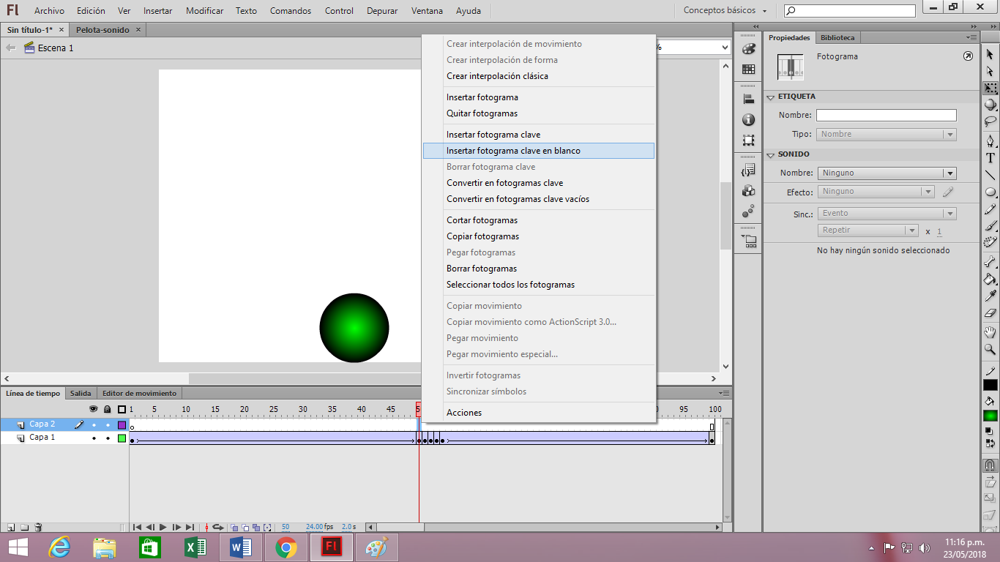 Fl Archivo Edición Ver Insertar Modificar Texto Comandos Control Depurar Ventana Ayuda Conceptos básicos
Sin título-1* × Pelota-sonido ×
Escena 1
%
Crear interpolación de movimiento
Crear interpolación de forma
Crear interpolación clásica
Insertar fotograma
Quitar fotogramas
Insertar fotograma clave
Insertar fotograma clave en blanco
Borrar fotograma clave
Convertir en fotogramas clave
Convertir en fotogramas clave vacíos
Cortar fotogramas
Copiar fotogramas
Pegar fotogramas
Borrar fotogramas
Seleccionar todos los fotogramas
Copiar movimiento
Copiar movimiento como ActionScript 3.0...
Pegar movimiento
Pegar movimiento especial...
Invertir fotogramas
Sincronizar símbolos
Acciones
Propiedades Biblioteca
Fotograma
ETIQUETA
Nombre:
Tipo: Nombre
SONIDO
Nombre: Ninguno
Efecto: Ninguno
Sinc.: Evento
Repetir x 1
No hay ningún sonido seleccionado
T
Línea de tiempo Salida Editor de movimiento
1 5 10 15 20 25 30 35 40 45 5 90 95 100
Capa 2
Capa 1
50 24.00 fps 2.0 s
Fl
11:16 p.m.
23/05/2018